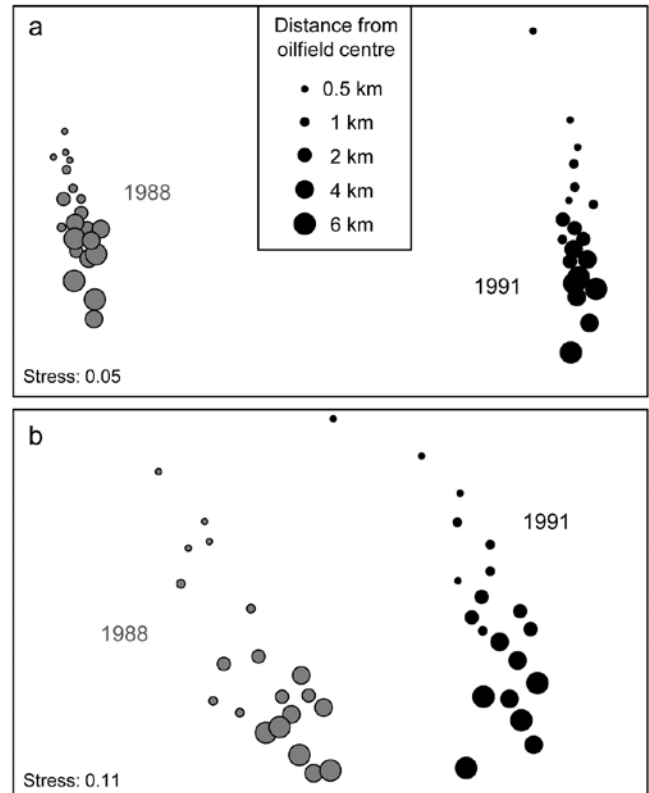 a
Distance from
oilfield centre
0.5 km
1 km
2 km
4 km
6 km
1988
1991
Stress: 0.05
b
1991
1988
Stress: 0.11